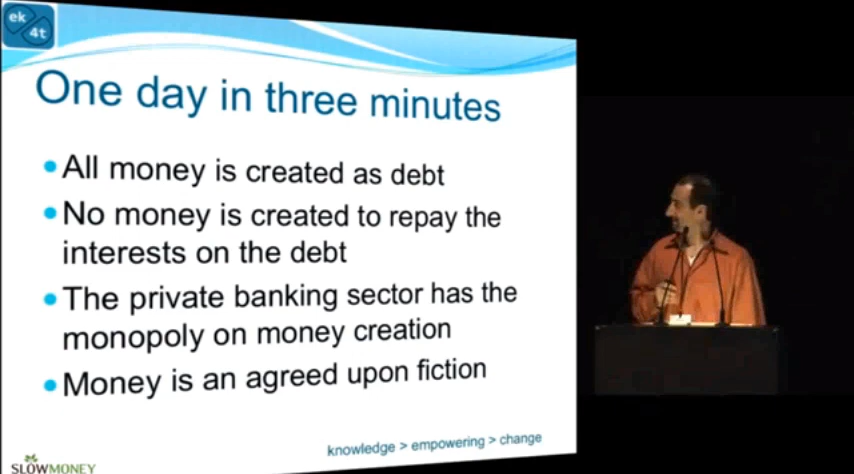 ek
4t
One day in three minutes
• All money is created as debt
• No money is created to repay the
interests on the debt
• The private banking sector has the
monopoly on money creation
• Money is an agreed upon fiction
knowledge > empowering > change
SLOWMONEY